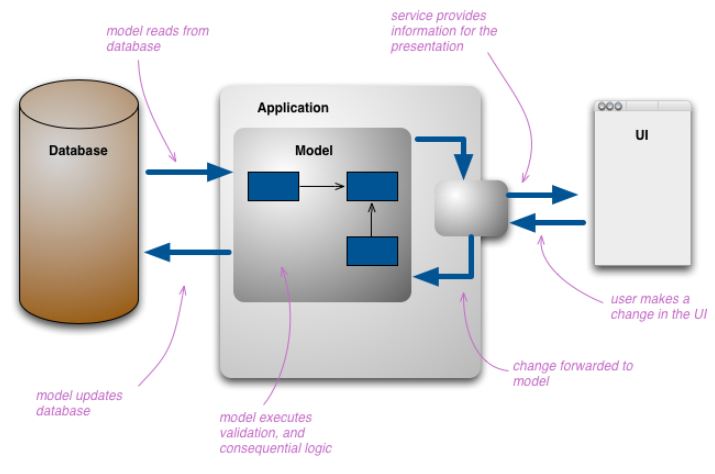 service provides
information for the
presentation
model reads from
database
Application
UI
Database
Model
user makes a
change in the UI
change forwarded to
model
model updates
database
model executes
validation, and
consequential logic